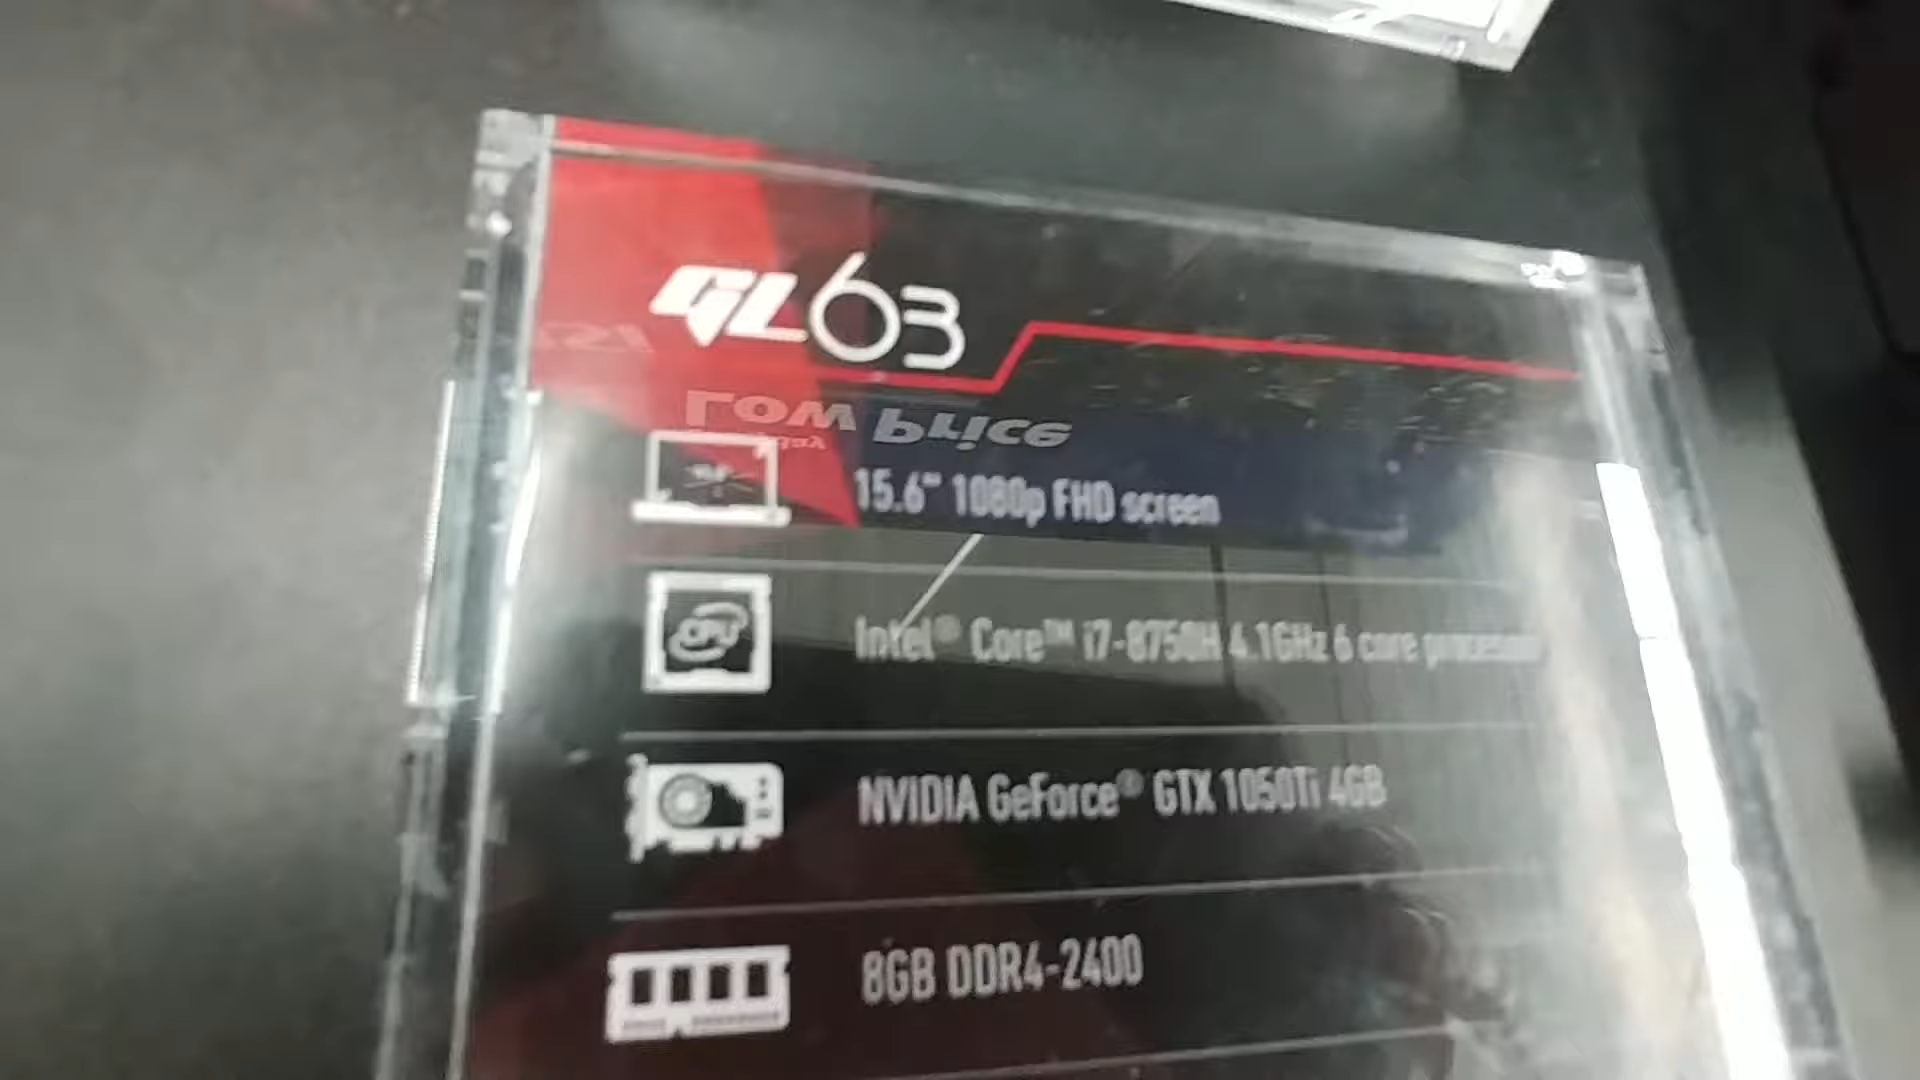 GL63
Low Price
15.6" 1080p FHD screen
CPU
Intel® Core™ i7-8750H 4.1GHz 6 core processor
NVIDIA GeForce® GTX 1050Ti 4GB
8GB DDR4-2400